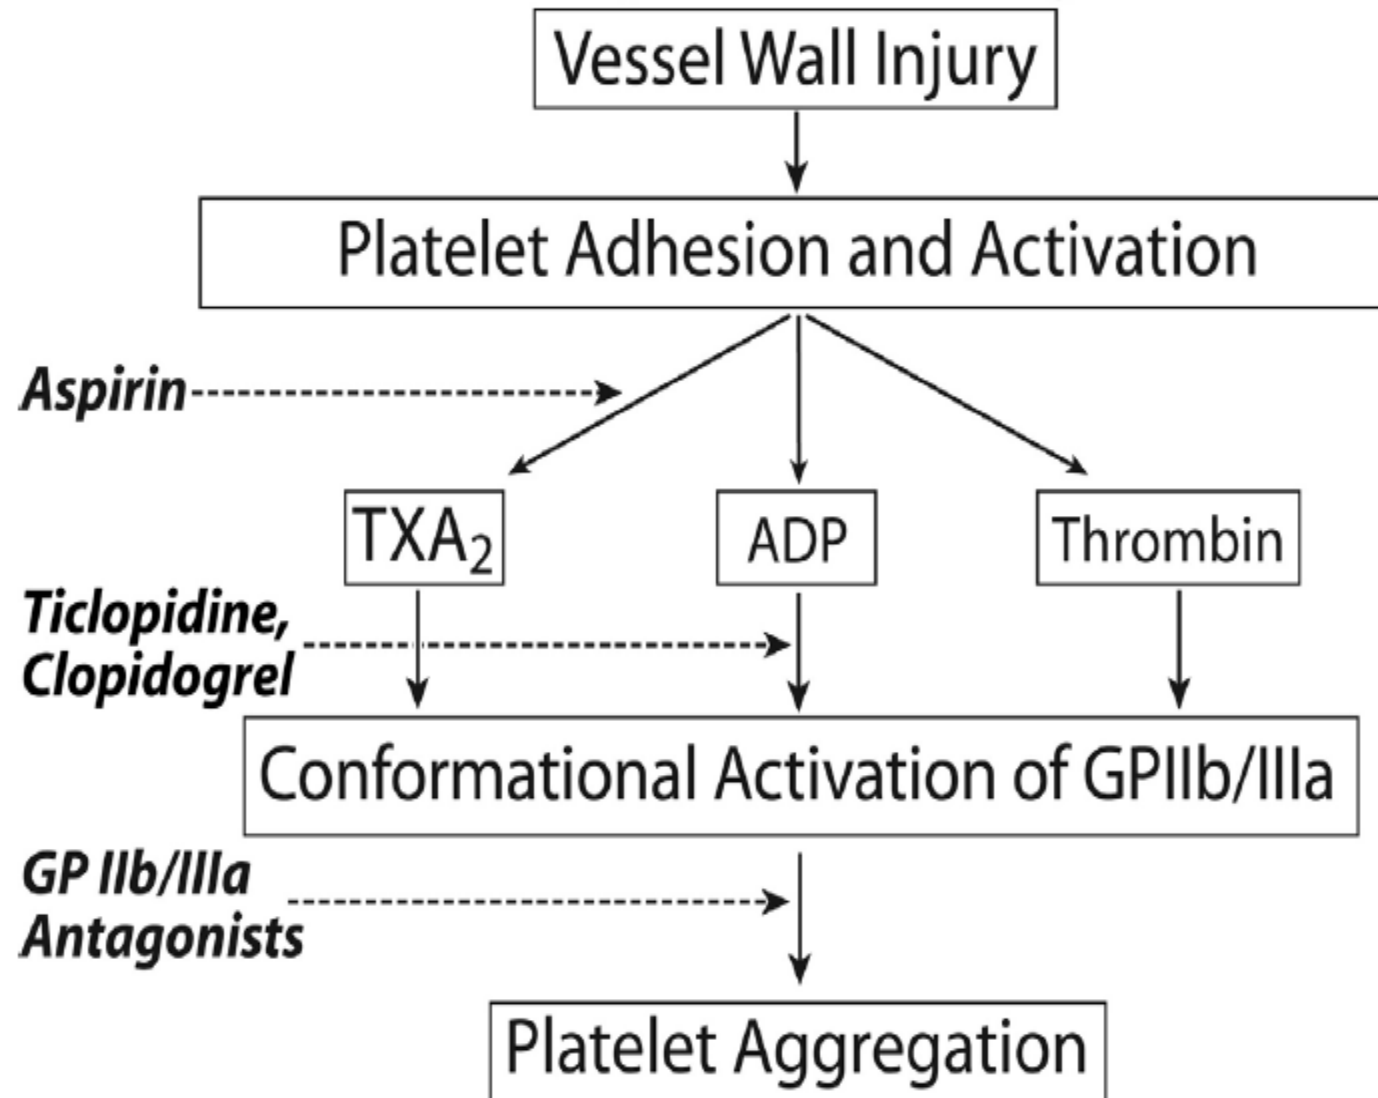 Vessel Wall Injury
Platelet Adhesion and Activation
Aspirin
TXA₂
ADP
Thrombin
Ticlopidine,
Clopidogrel
Conformational Activation of GPIIb/IIIa
GP IIb/IIIa
Antagonists
Platelet Aggregation